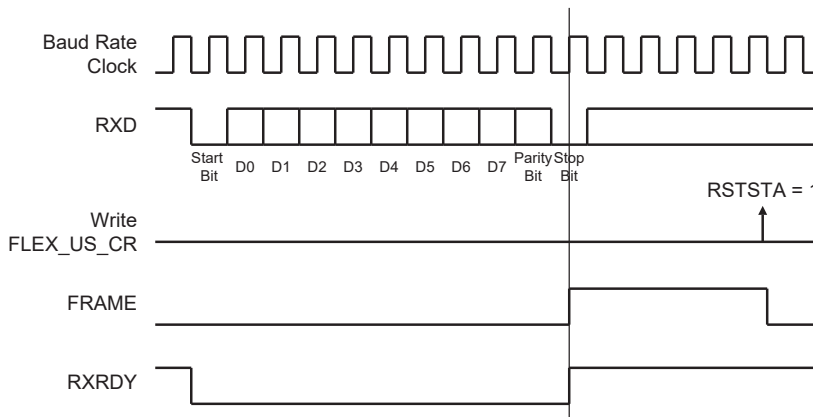 Baud Rate
Clock
RXD
Start
Bit
D0
D1
D2
D3
D4
D5
D6
D7
Parity
Bit
Stop
Bit
RSTSTA = 1
Write
FLEX_US_CR
FRAME
RXRDY